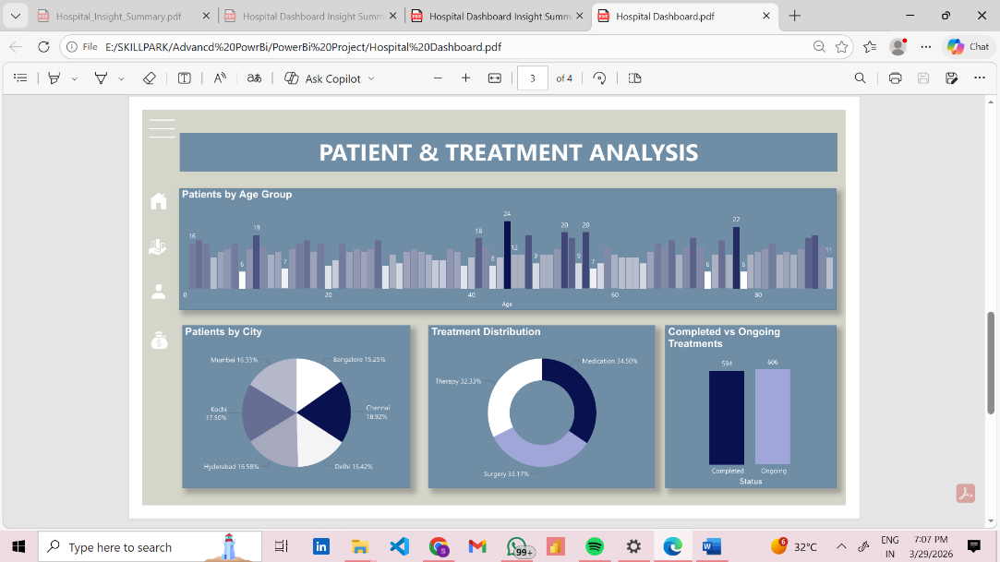 Hospital_Insight_Summary.pdf
Hospital Dashboard Insight Summ
Hospital Dashboard Insight Summ
Hospital Dashboard.pdf
File
E:/SKILLPARK/Advancd%20PowrBi/PowerBi%20Project/Hospital%20Dashboard.pdf
Chat
Ask Copilot
3
of 4
PATIENT & TREATMENT ANALYSIS
Patients by Age Group
16
6
19
7
18
8
24
12
9
20
9
20
7
6
22
6
11
0
20
40
60
80
Age
Patients by City
Mumbai 16.33%
Bangalore 15.25%
Kochi
17.50%
Chennai
18.92%
Hyderabad 16.58%
Delhi 15.42%
Treatment Distribution
Medication 34.50%
Therapy 32.33%
Surgery 33.17%
Completed vs Ongoing
Treatments
594
606
Completed
Ongoing
Status
Type here to search
99+
6
32°C
ENG
IN
7:07 PM
3/29/2026